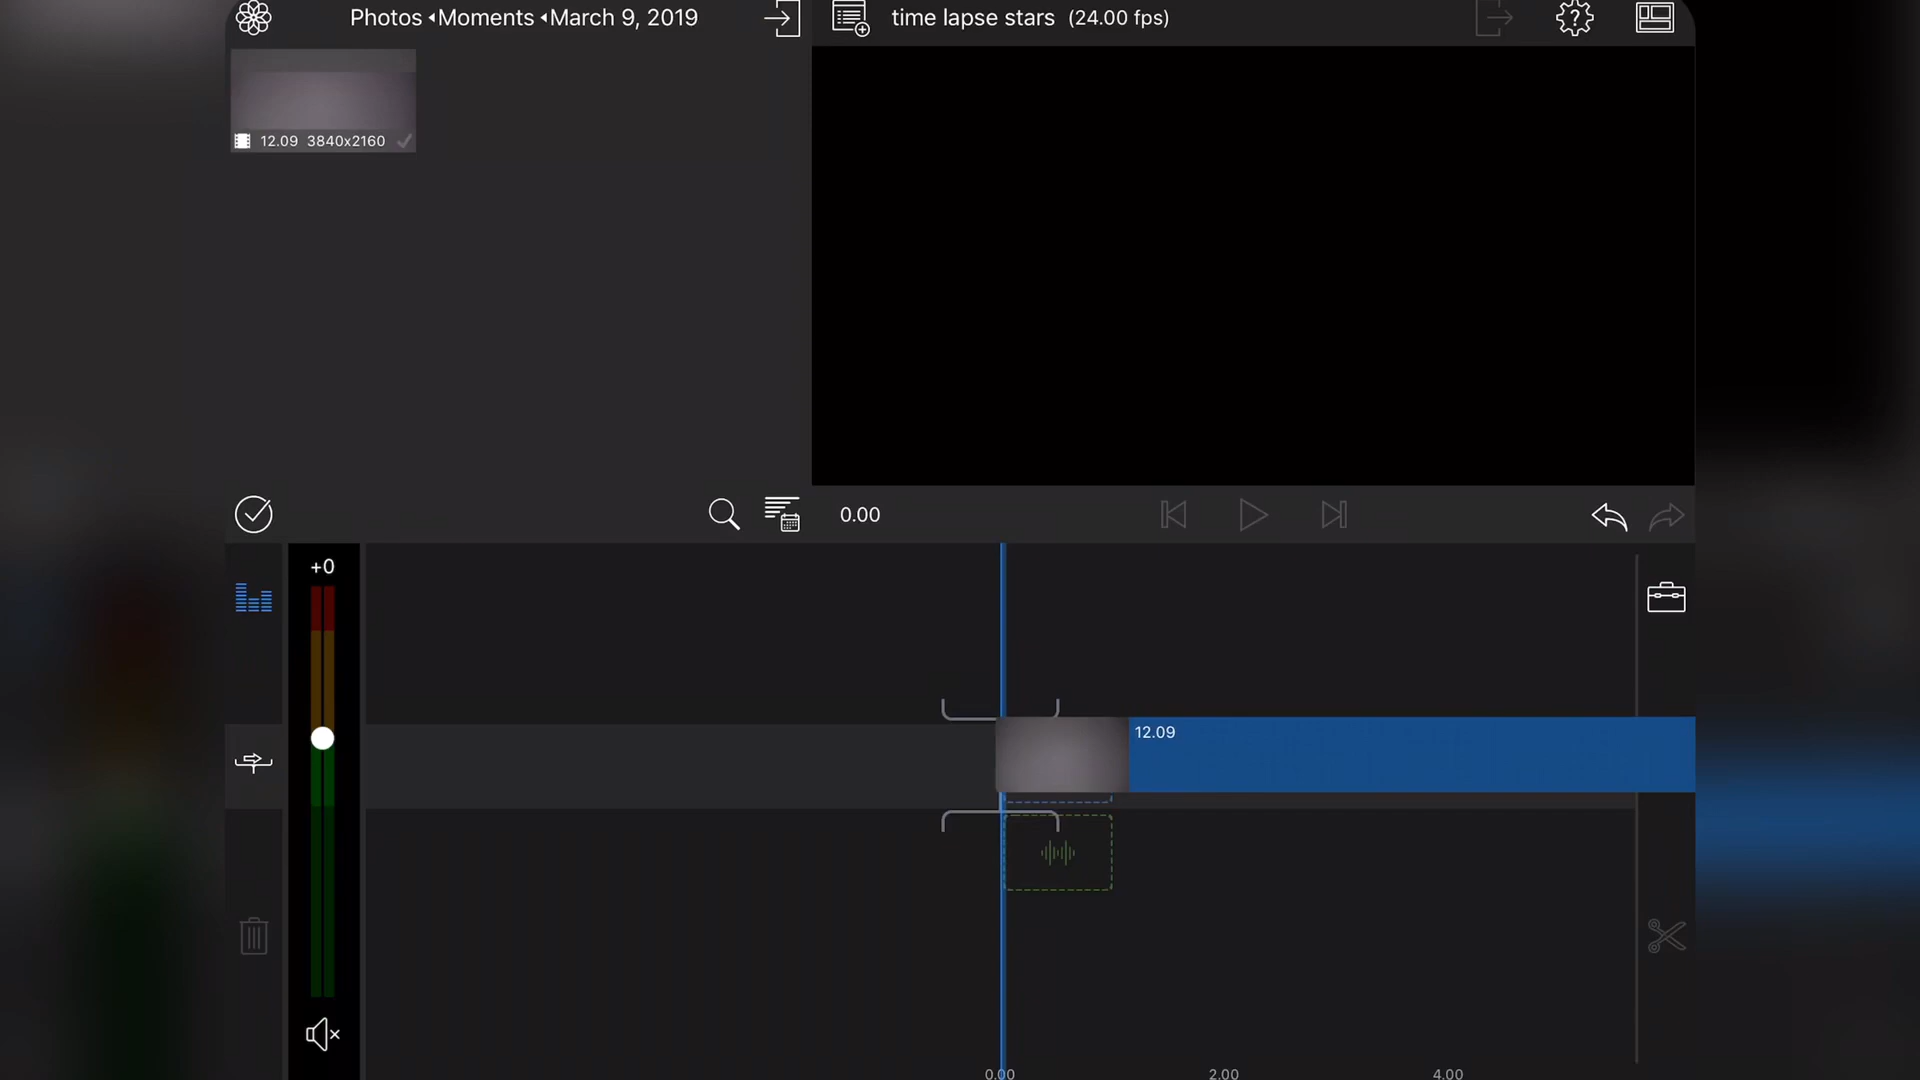 Photos ◂Moments ◂March 9, 2019
time lapse stars (24.00 fps)
12.09 3840x2160
0.00
+0
12.09
0.00 2.00 4.00